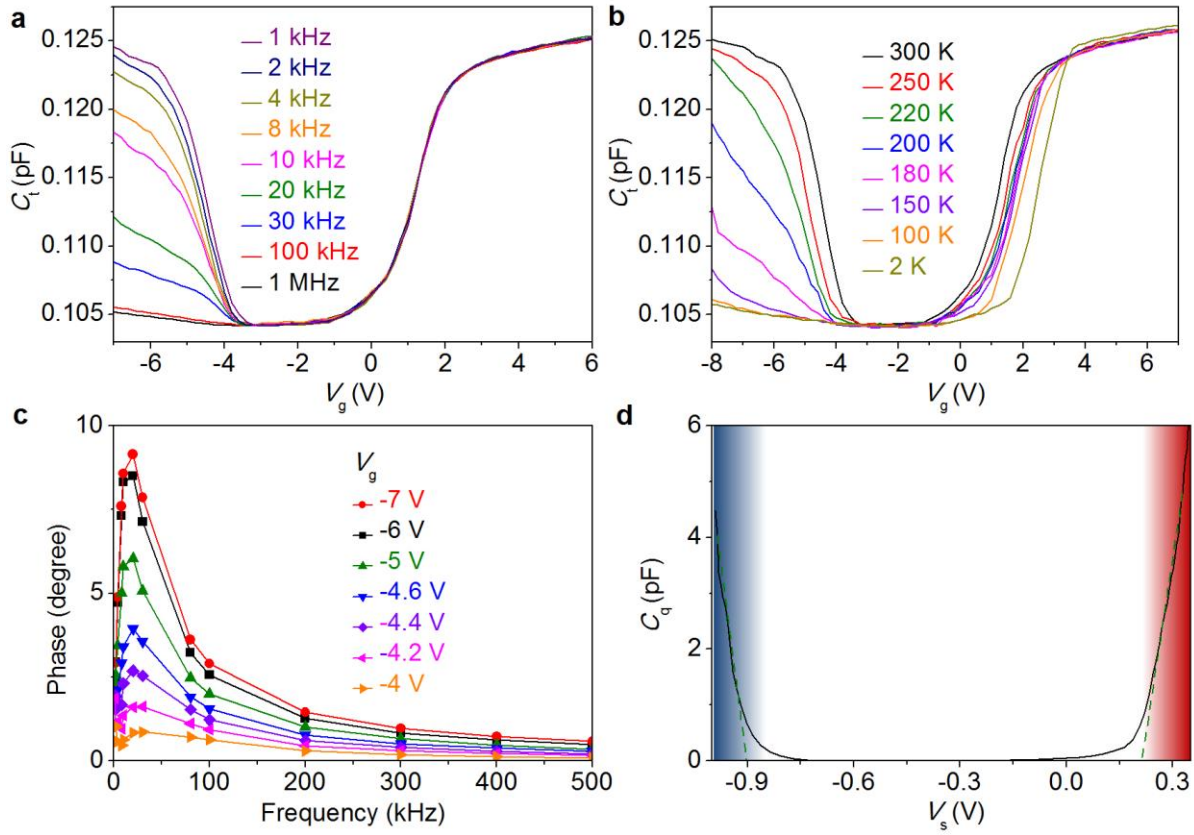 a
0.125
0.120
0.115
0.110
0.105
Ct (pF)
1 kHz
2 kHz
4 kHz
8 kHz
10 kHz
20 kHz
30 kHz
100 kHz
1 MHz
-6 -4 -2 0 2 4 6
Vg (V)
b
0.125
0.120
0.115
0.110
0.105
Ct (pF)
300 K
250 K
220 K
200 K
180 K
150 K
100 K
2 K
-8 -6 -4 -2 0 2 4 6
Vg (V)
c
10
5
0
Phase (degree)
Vg
-7 V
-6 V
-5 V
-4.6 V
-4.4 V
-4.2 V
-4 V
0 100 200 300 400 500
Frequency (kHz)
d
6
4
2
0
Cq (pF)
-0.9 -0.6 -0.3 0.0 0.3
Vs (V)